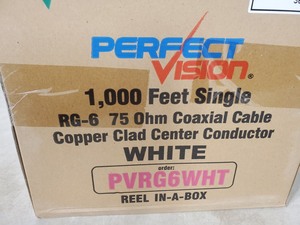 PERFECT
VISION®
1,000 Feet Single
RG-6 75 Ohm Coaxial Cable
Copper Clad Center Conductor
WHITE
order:
PVRG6WHT
REEL IN-A-BOX